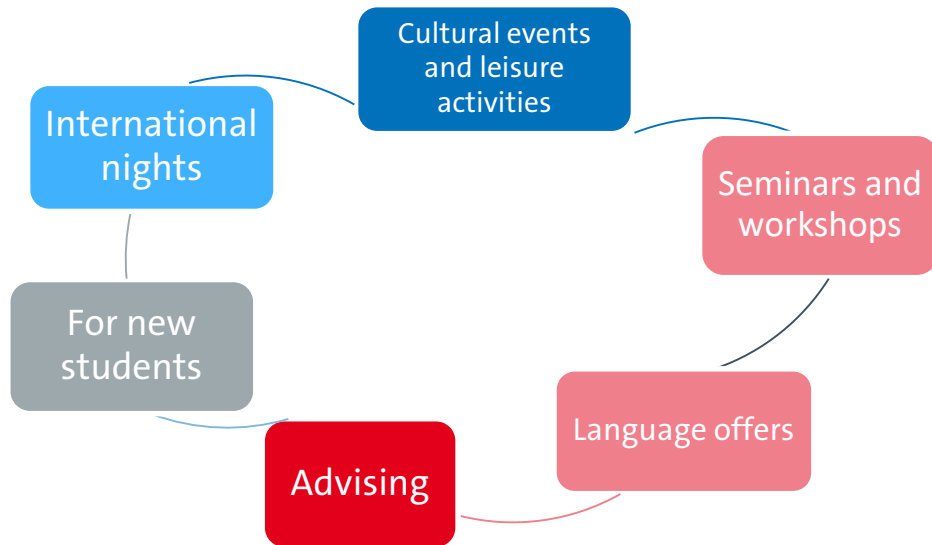 Cultural events
and leisure
activities
International
nights
Seminars and
workshops
For new
students
Language offers
Advising